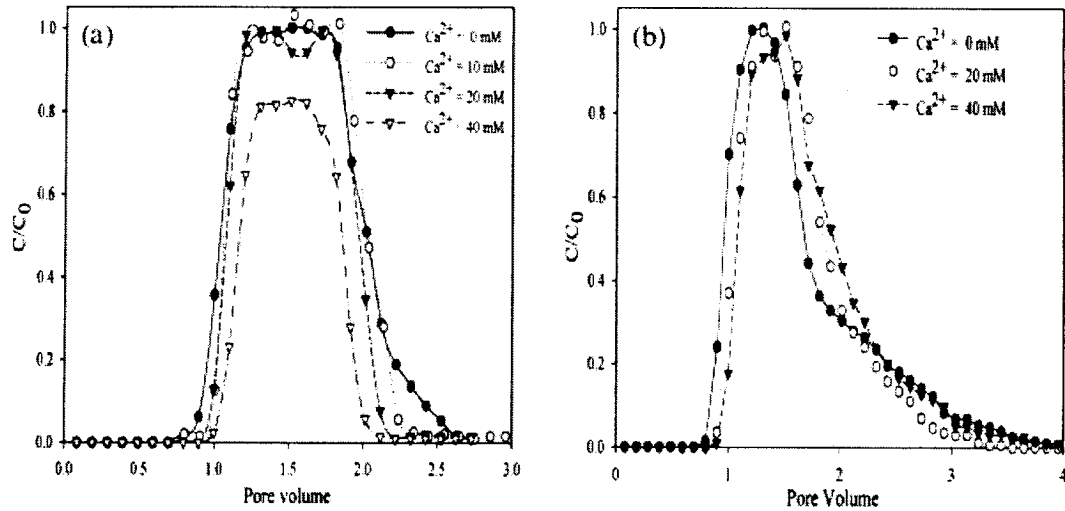 (a)
Ca2+ = 0 mM
Ca2+ = 10 mM
Ca2+ = 20 mM
Ca2+ = 40 mM
C/C0
1.0
0.8
0.6
0.4
0.2
0.0
0.0 0.5 1.0 1.5 2.0 2.5 3.0
Pore volume
(b)
Ca2+ = 0 mM
Ca2+ = 20 mM
Ca2+ = 40 mM
C/C0
1.0
0.8
0.6
0.4
0.2
0.0
0 1 2 3 4
Pore Volume